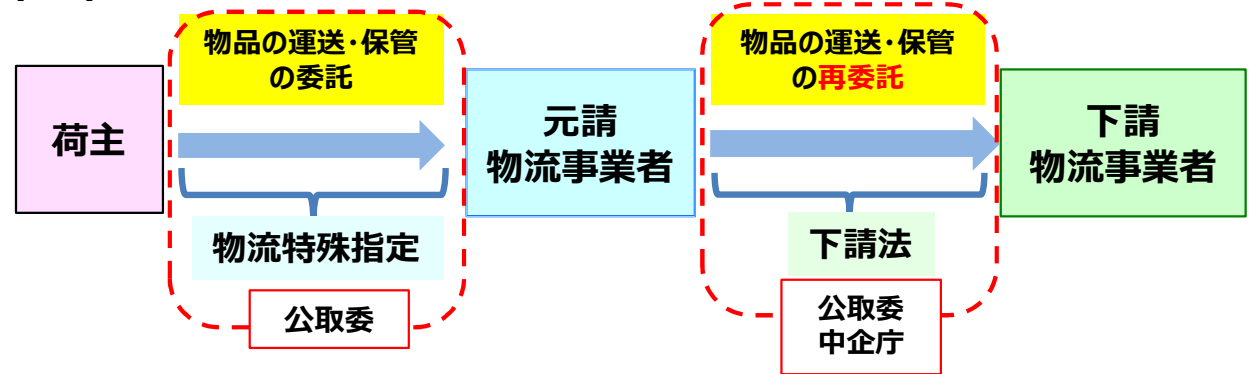 物品の運送・保管
の委託
物品の運送・保管
の再委託
荷主
元請
物流事業者
下請
物流事業者
物流特殊指定
下請法
公取委
公取委
中企庁